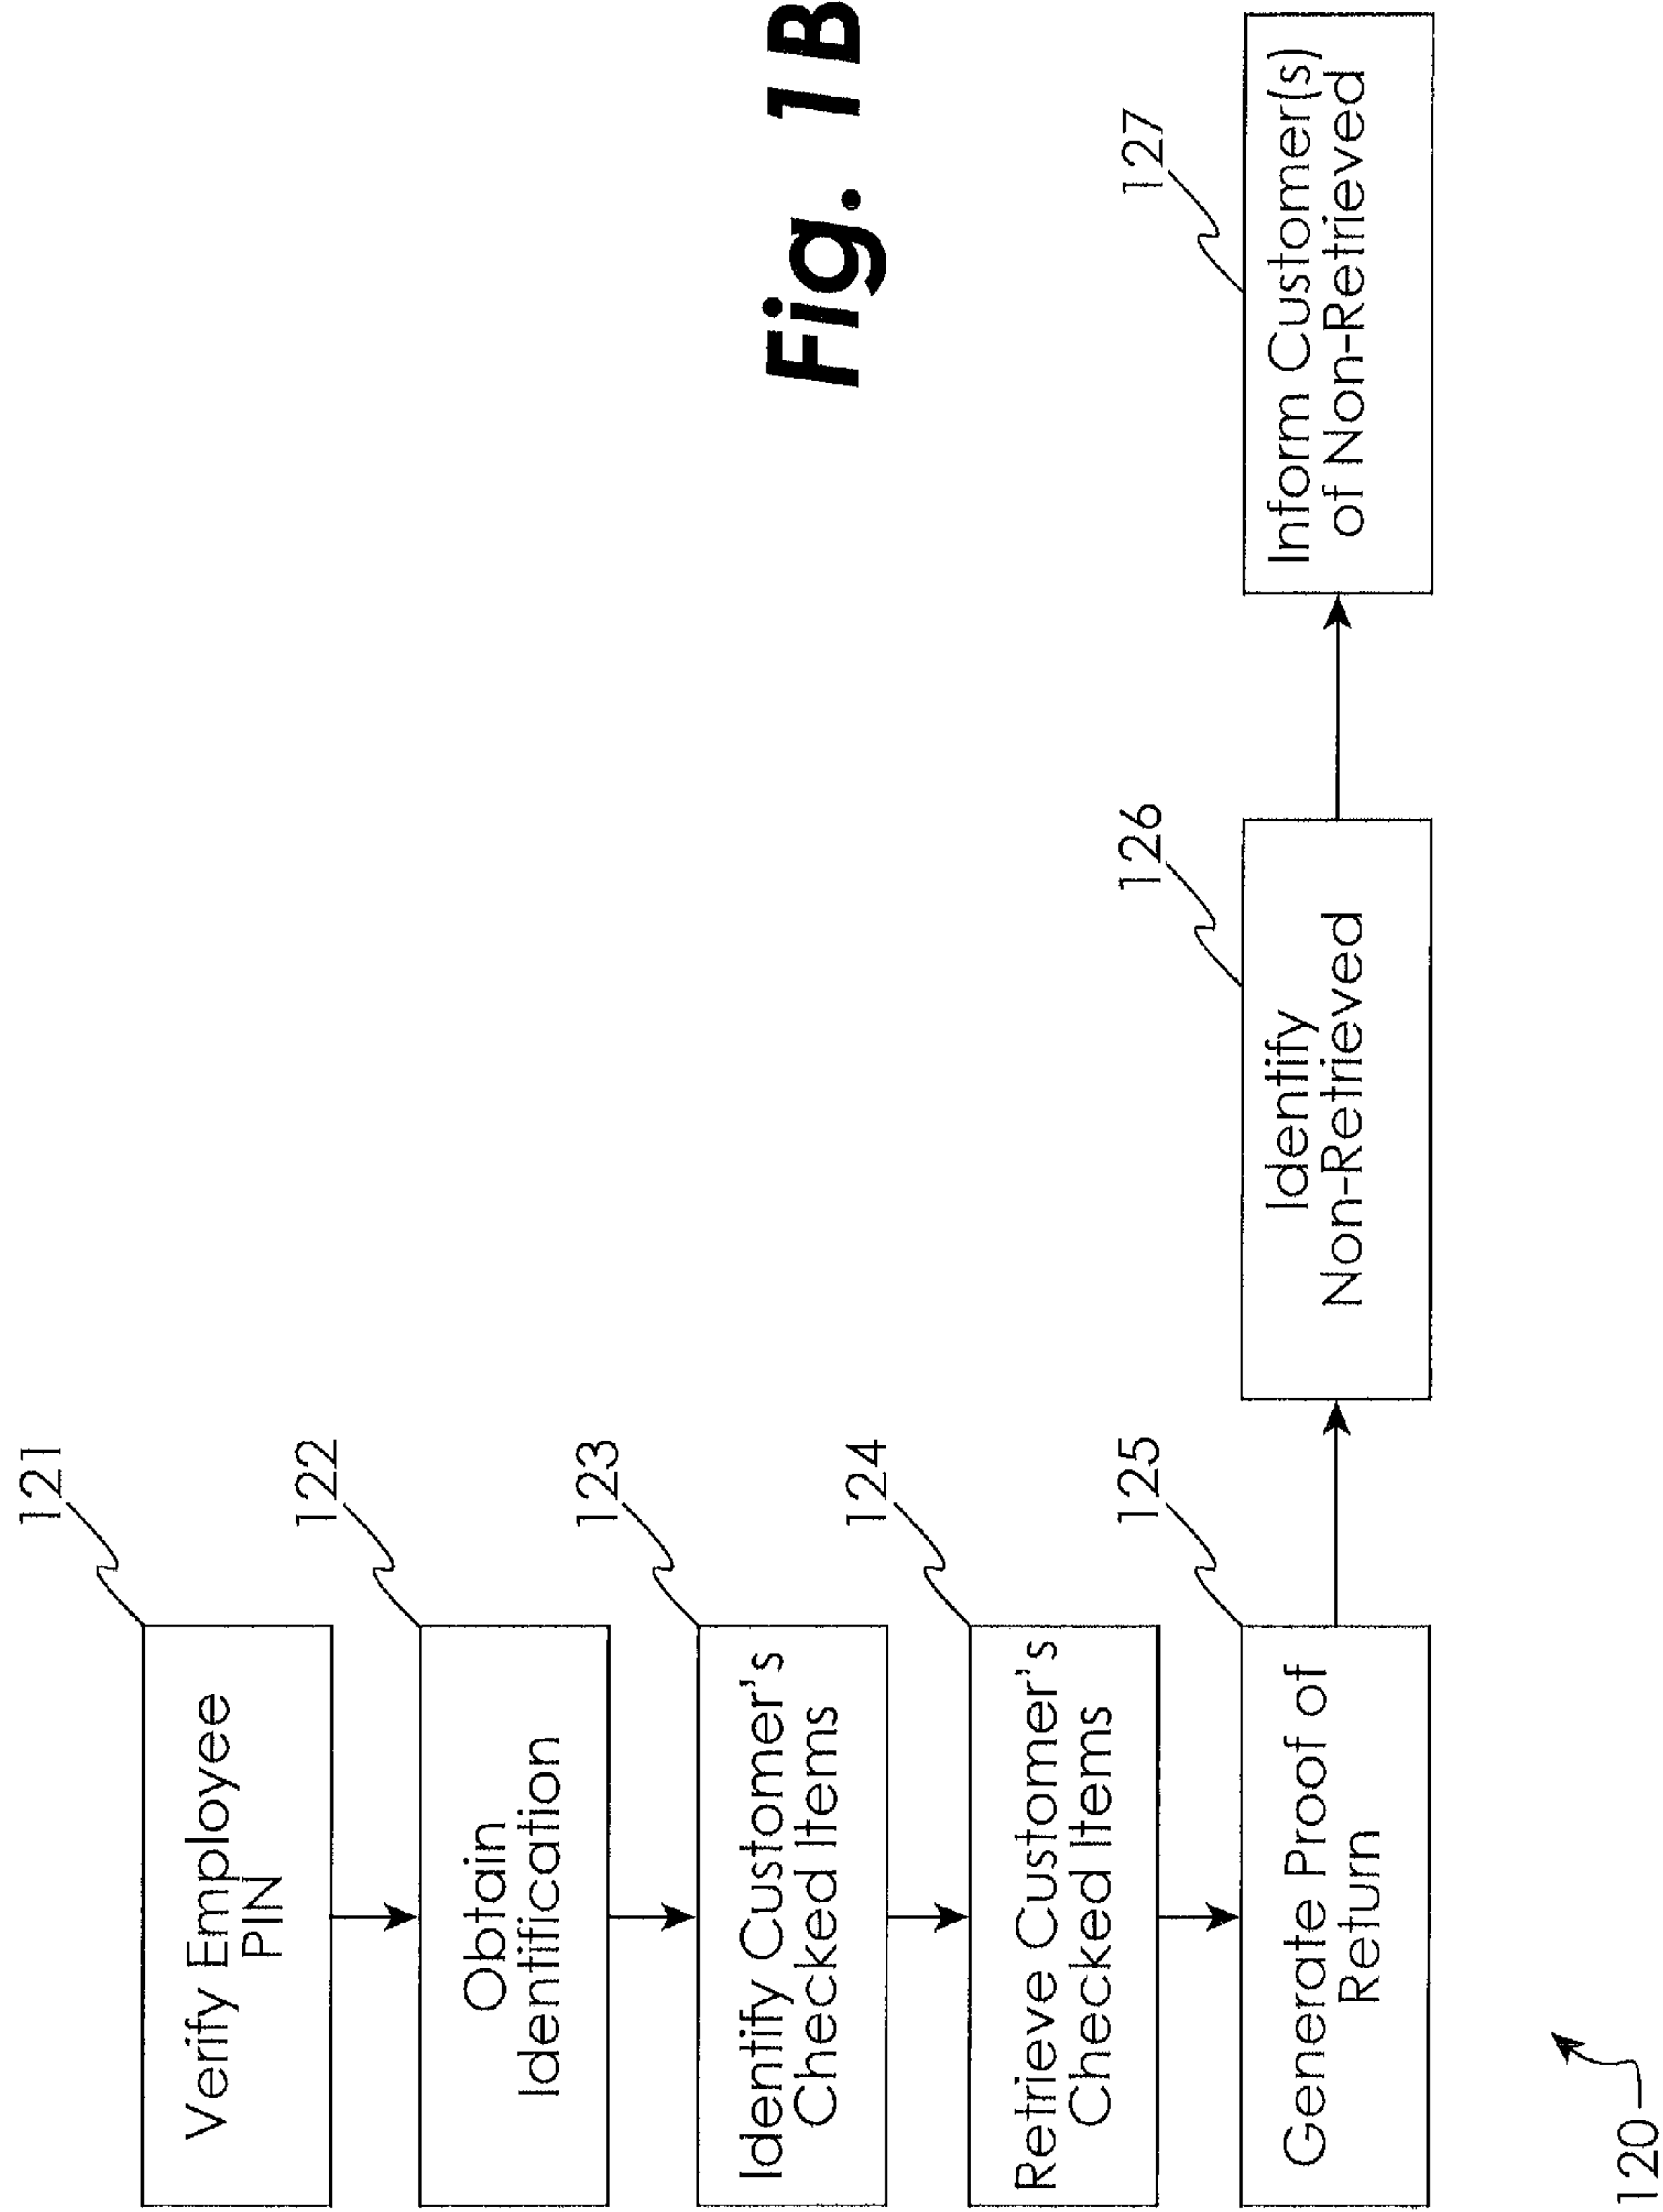 121
Verify Employee
PIN
122
Obtain
Identification
123
Identify Customer's
Checked Items
124
Retrieve Customer's
Checked Items
125
Generate Proof of
Return
126
Identify
Non-Retrieved
127
Inform Customer(s)
of Non-Retrieved
120
Fig. 1B